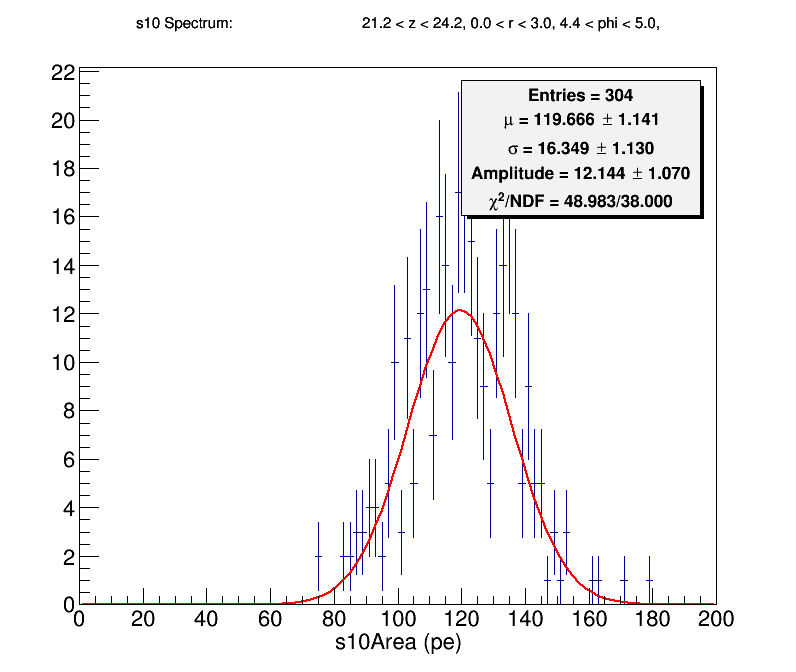 s10 Spectrum: 21.2 < z < 24.2, 0.0 < r < 3.0, 4.4 < phi < 5.0,
Entries = 304
μ = 119.666 ± 1.141
σ = 16.349 ± 1.130
Amplitude = 12.144 ± 1.070
χ²/NDF = 48.983/38.000
22
20
18
16
14
12
10
8
6
4
2
0
0 20 40 60 80 100 120 140 160 180 200
s10Area (pe)